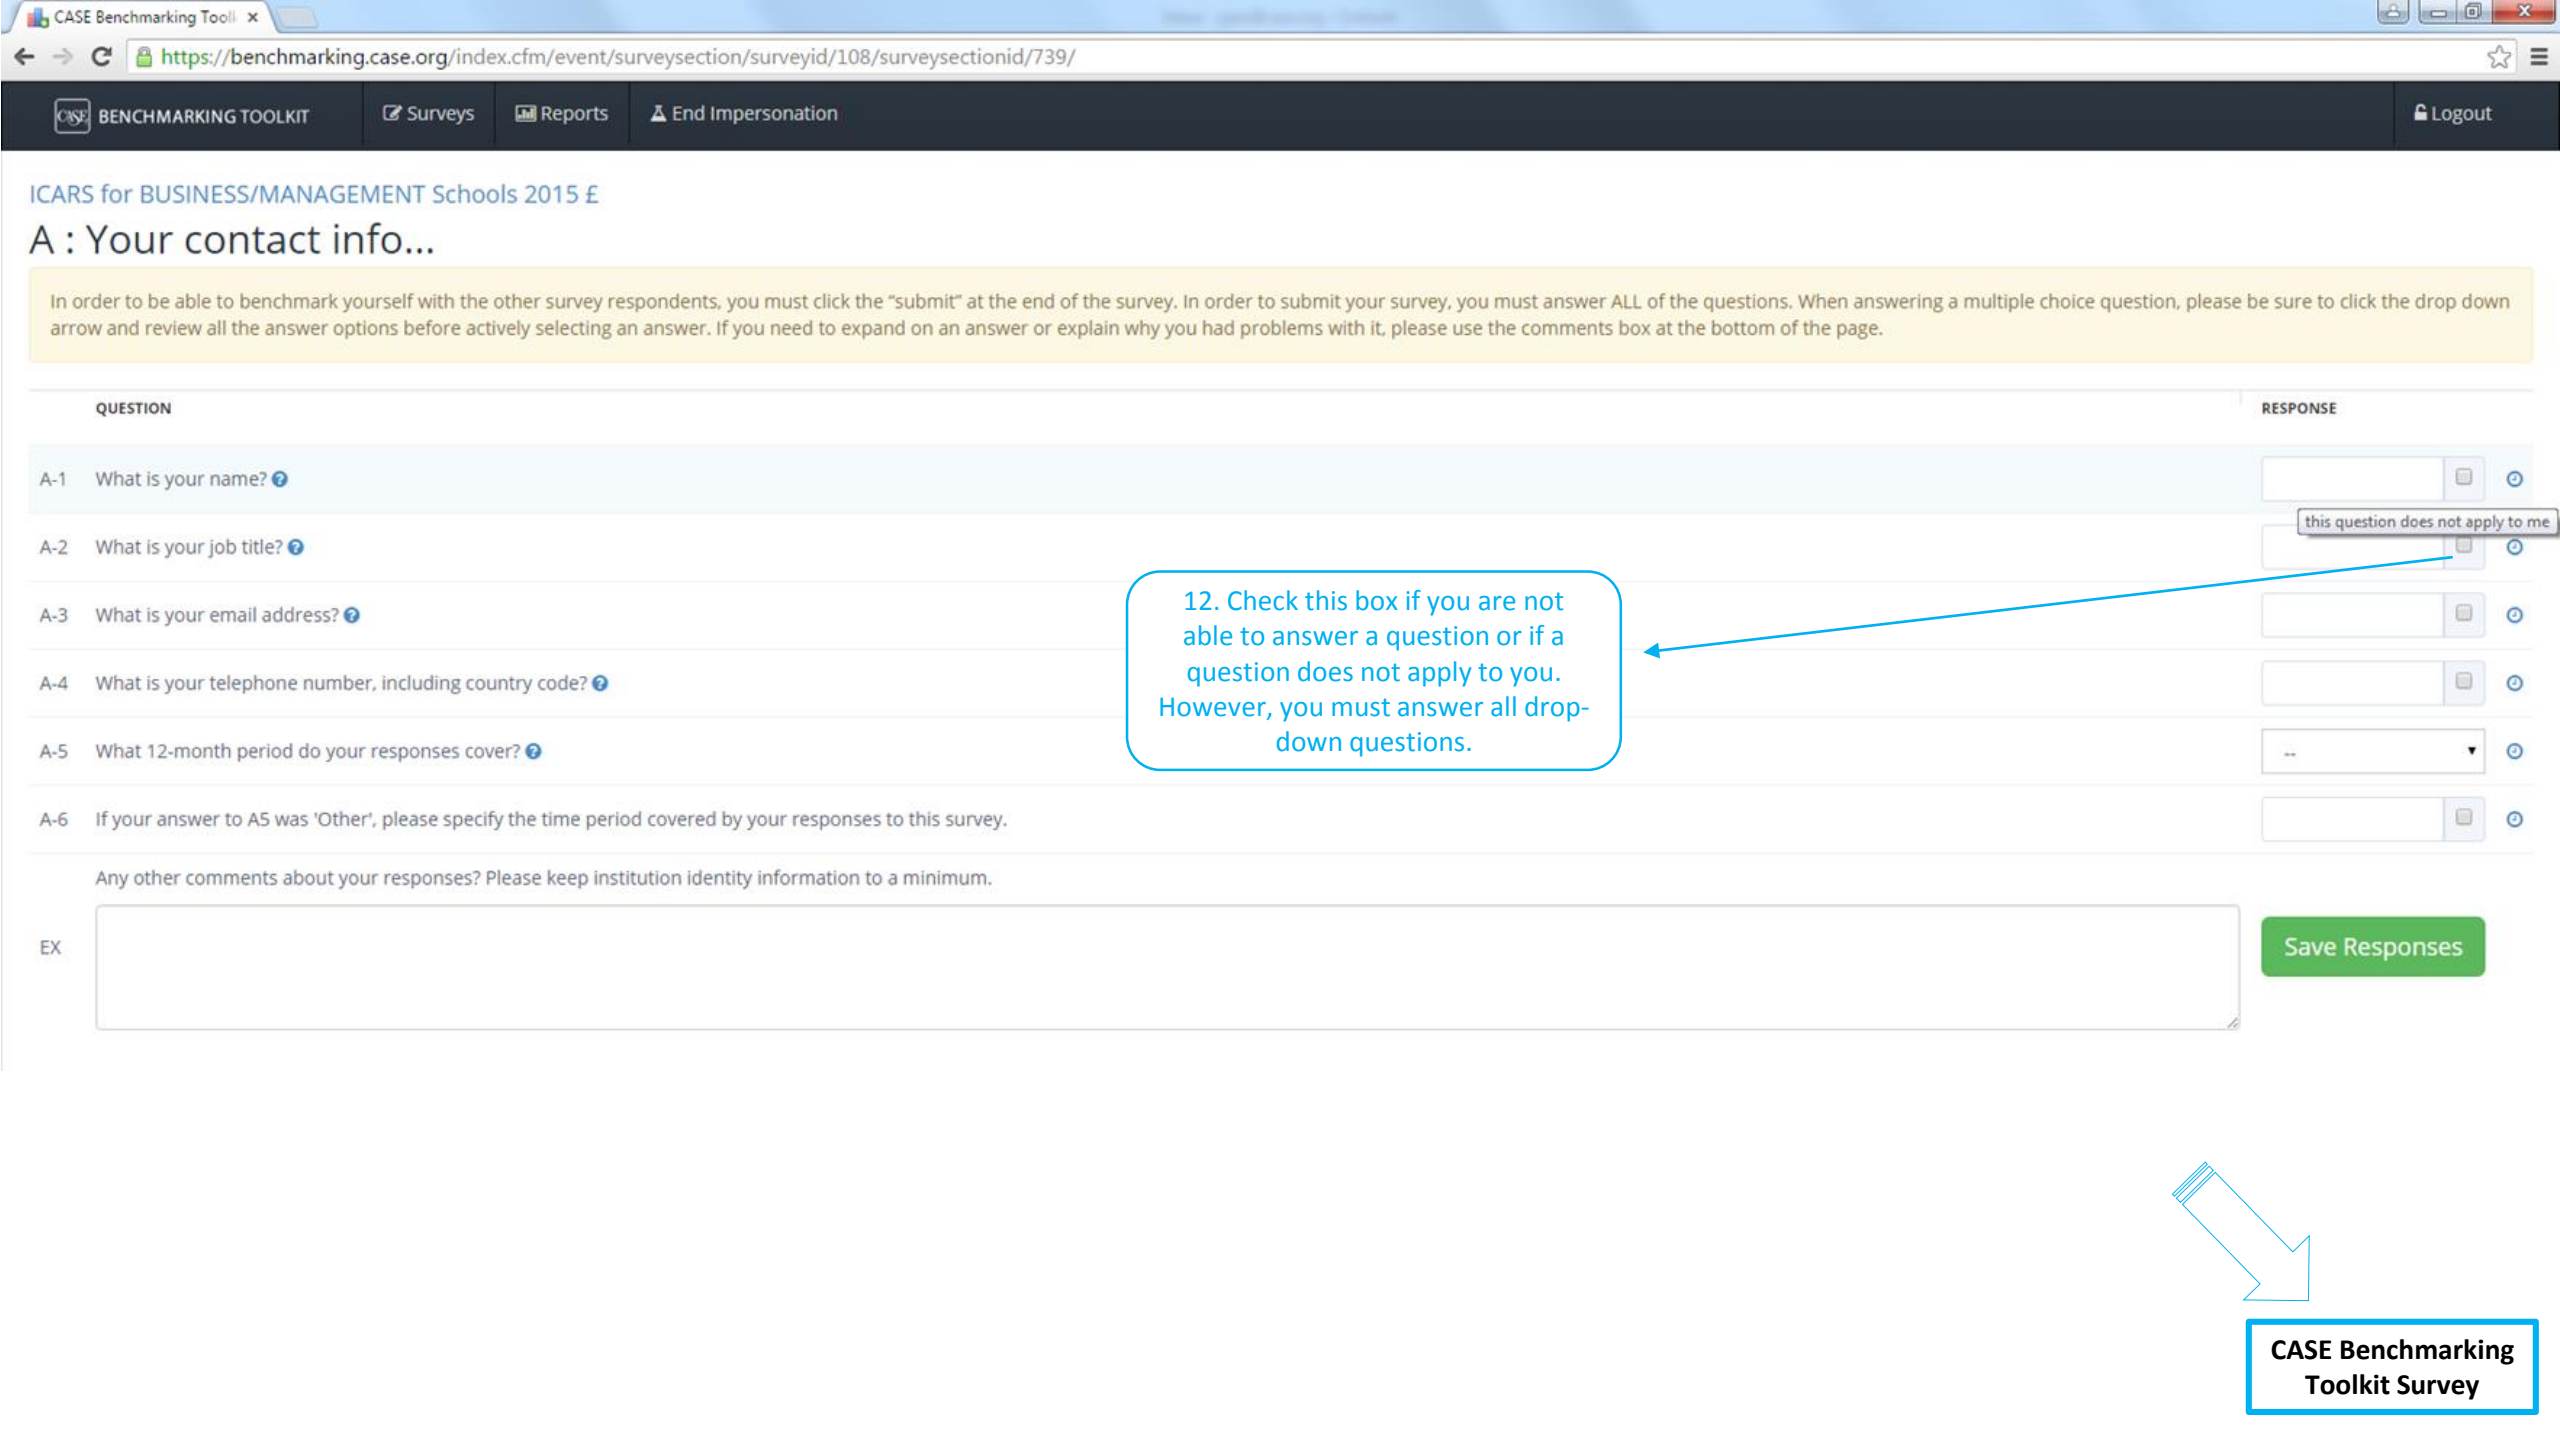 CASE Benchmarking Tool
https://benchmarking.case.org/index.cfm/event/surveysection/surveyid/108/surveysectionid/739/
CASE BENCHMARKING TOOLKIT Surveys Reports End Impersonation Logout
ICARS for BUSINESS/MANAGEMENT Schools 2015 £
A : Your contact info...
In order to be able to benchmark yourself with the other survey respondents, you must click the “submit” at the end of the survey. In order to submit your survey, you must answer ALL of the questions. When answering a multiple choice question, please be sure to click the drop down
arrow and review all the answer options before actively selecting an answer. If you need to expand on an answer or explain why you had problems with it, please use the comments box at the bottom of the page.
QUESTION RESPONSE
A-1 What is your name?
this question does not apply to me
A-2 What is your job title?
A-3 What is your email address?
A-4 What is your telephone number, including country code?
A-5 What 12-month period do your responses cover? --
A-6 If your answer to A5 was 'Other', please specify the time period covered by your responses to this survey.
12. Check this box if you are not
able to answer a question or if a
question does not apply to you.
However, you must answer all drop-
down questions.
Any other comments about your responses? Please keep institution identity information to a minimum.
EX Save Responses
CASE Benchmarking
Toolkit Survey